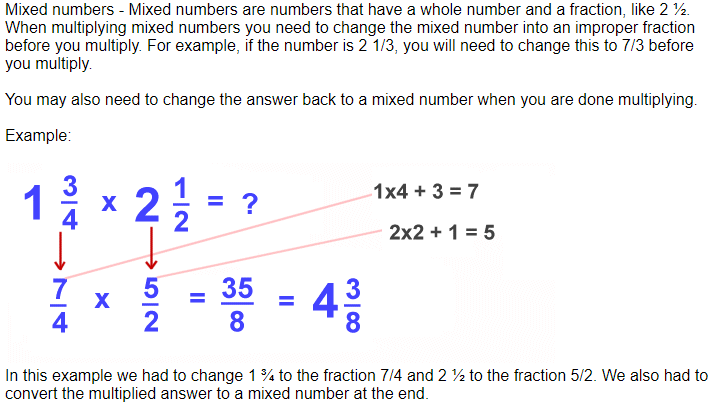 Mixed numbers - Mixed numbers are numbers that have a whole number and a fraction, like 2 ½.
When multiplying mixed numbers you need to change the mixed number into an improper fraction
before you multiply. For example, if the number is 2 1/3, you will need to change this to 7/3 before
you multiply.
You may also need to change the answer back to a mixed number when you are done multiplying.
Example:
1 3/4 x 2 1/2 = ?
1x4 + 3 = 7
2x2 + 1 = 5
7/4 x 5/2 = 35/8 = 4 3/8
In this example we had to change 1 ¾ to the fraction 7/4 and 2 ½ to the fraction 5/2. We also had to
convert the multiplied answer to a mixed number at the end.